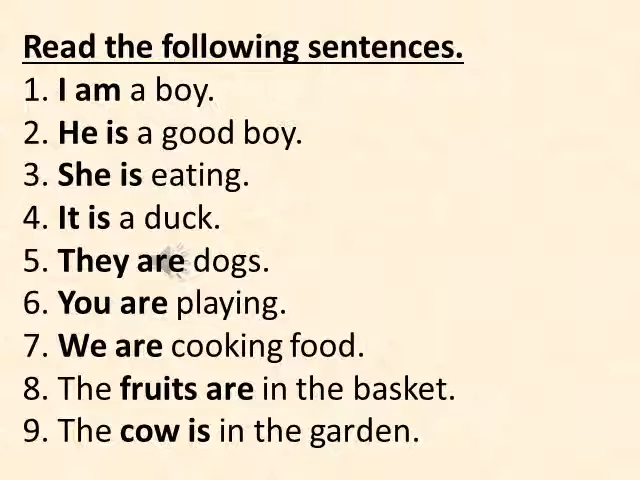 Read the following sentences.
1. I am a boy.
2. He is a good boy.
3. She is eating.
4. It is a duck.
5. They are dogs.
6. You are playing.
7. We are cooking food.
8. The fruits are in the basket.
9. The cow is in the garden.